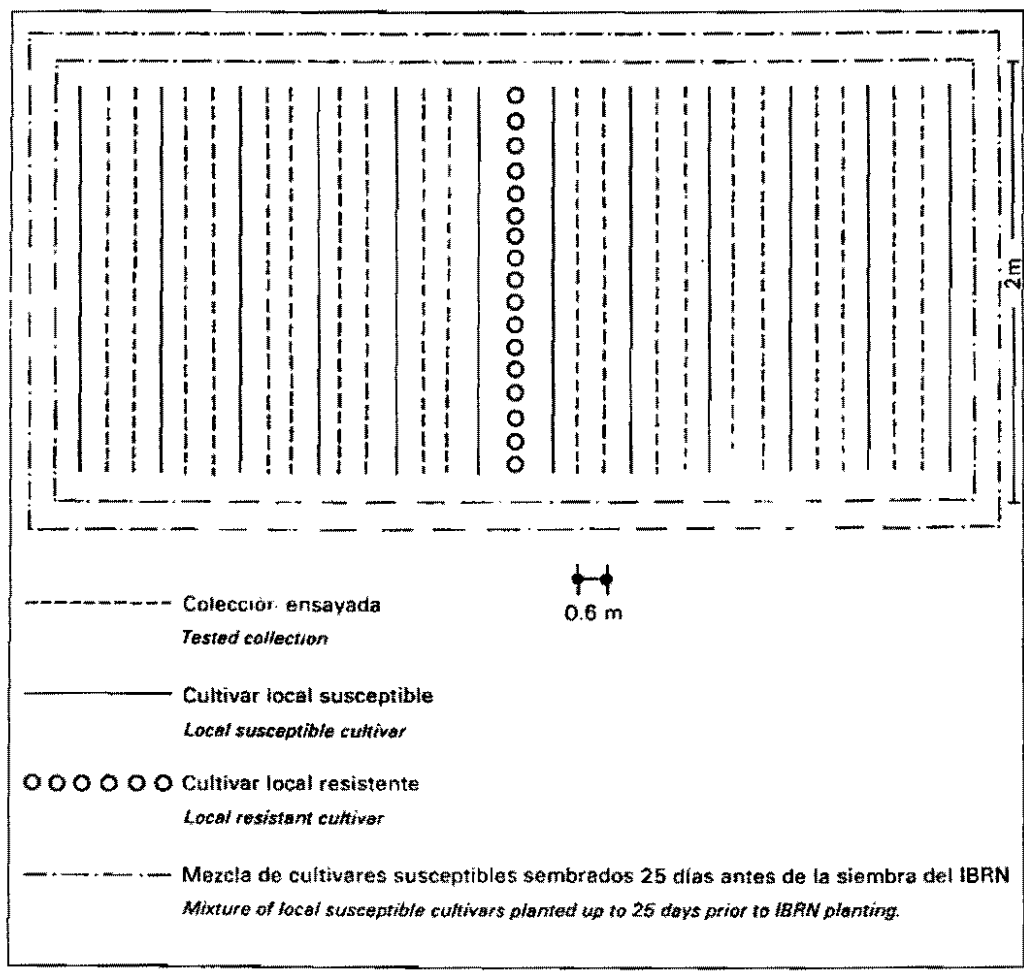 2m
0.6 m
Colección ensayada
Tested collection
Cultivar local susceptible
Local susceptible cultivar
Cultivar local resistente
Local resistant cultivar
Mezcla de cultivares susceptibles sembrados 25 días antes de la siembra del IBRN
Mixture of local susceptible cultivars planted up to 25 days prior to IBRN planting.